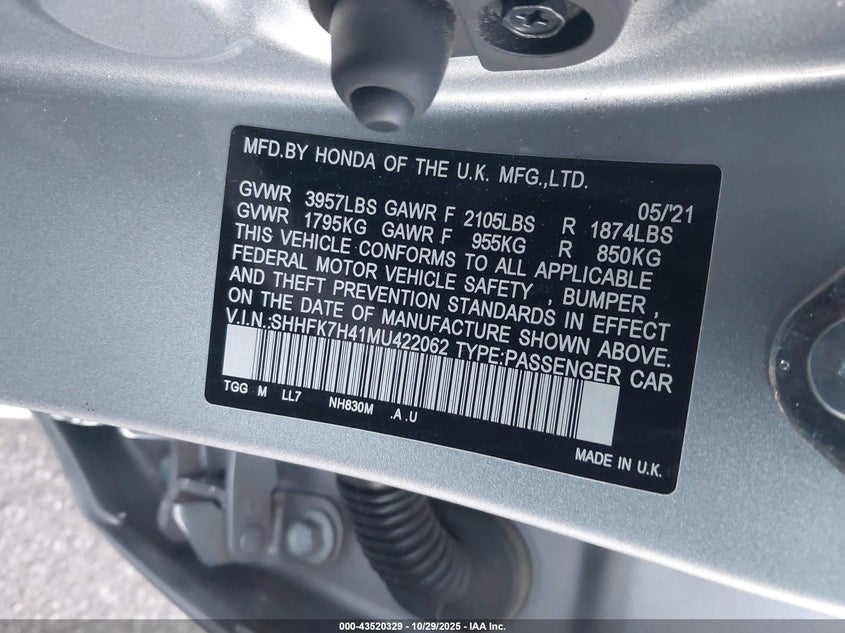 MFD.BY HONDA OF THE U.K. MFG.,LTD.
GVWR 3957LBS GAWR F 2105LBS R 1874LBS 05/'21
GVWR 1795KG GAWR F 955KG R 850KG
THIS VEHICLE CONFORMS TO ALL APPLICABLE
FEDERAL MOTOR VEHICLE SAFETY , BUMPER ,
AND THEFT PREVENTION STANDARDS IN EFFECT
ON THE DATE OF MANUFACTURE SHOWN ABOVE.
V.I.N.:SHHFK7H41MU422062 TYPE:PASSENGER CAR
TGG M LL7 NH830M .A .U
MADE IN U.K.
000-43520329 - 10/29/2025 - IAA Inc.